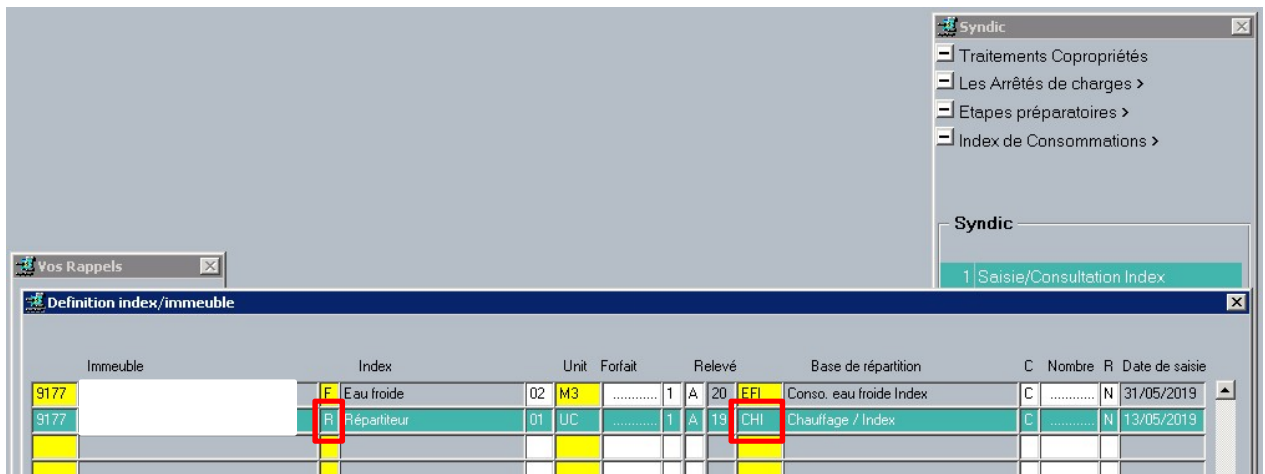 Syndic
Traitements Copropriétés
Les Arrêtés de charges >
Etapes préparatoires >
Index de Consommations >
Syndic
1 Saisie/Consultation Index
Vos Rappels
Definition index/immeuble
Immeuble Index Unit Forfait Relevé Base de répartition C Nombre R Date de saisie
9177 F Eau froide 02 M3 ............ 1 A 20 EFI Conso. eau froide Index C ............ N 31/05/2019
9177 R Répartiteur 01 UC ............ 1 A 19 CHI Chauffage / Index C ............ N 13/05/2019